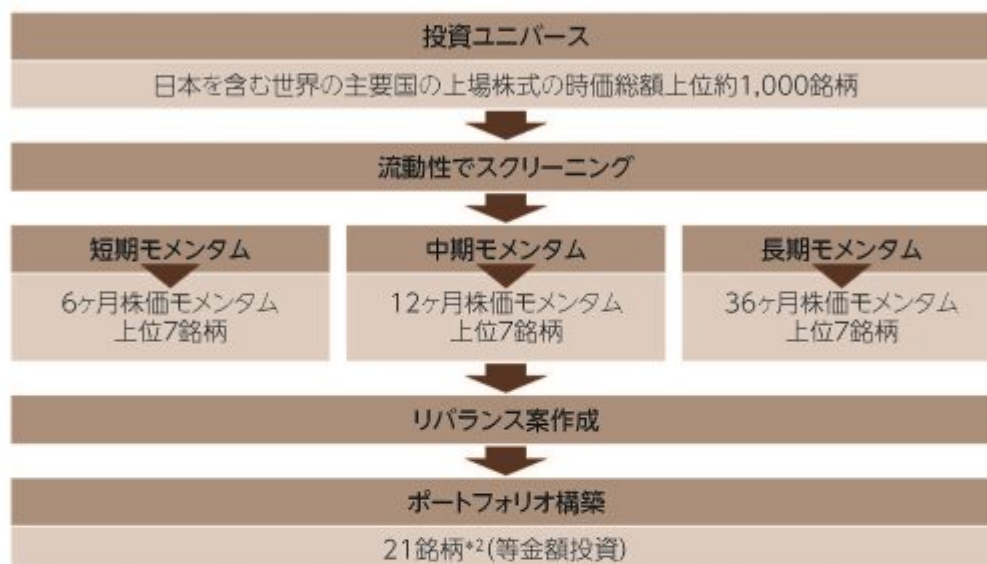 投資ユニバース
日本を含む世界の主要国の上場株式の時価総額上位約1,000銘柄
流動性でスクリーニング
短期モメンタム
6ヶ月株価モメンタム
上位7銘柄
中期モメンタム
12ヶ月株価モメンタム
上位7銘柄
長期モメンタム
36ヶ月株価モメンタム
上位7銘柄
リバランス案作成
ポートフォリオ構築
21銘柄*2(等金額投資)